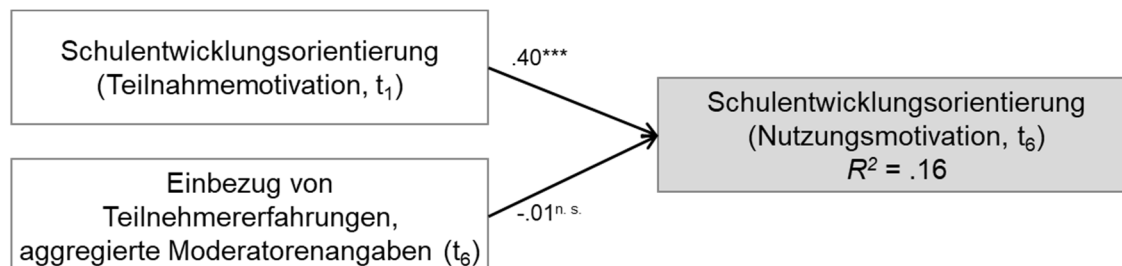 Schulentwicklungsorientierung
(Teilnahmemotivation, t₁)
.40***
Schulentwicklungsorientierung
(Nutzungsmotivation, t₆)
R² = .16
Einbezug von
Teilnehmererfahrungen,
aggregierte Moderatorenangaben (t₆)
-.01ⁿ· ˢ·